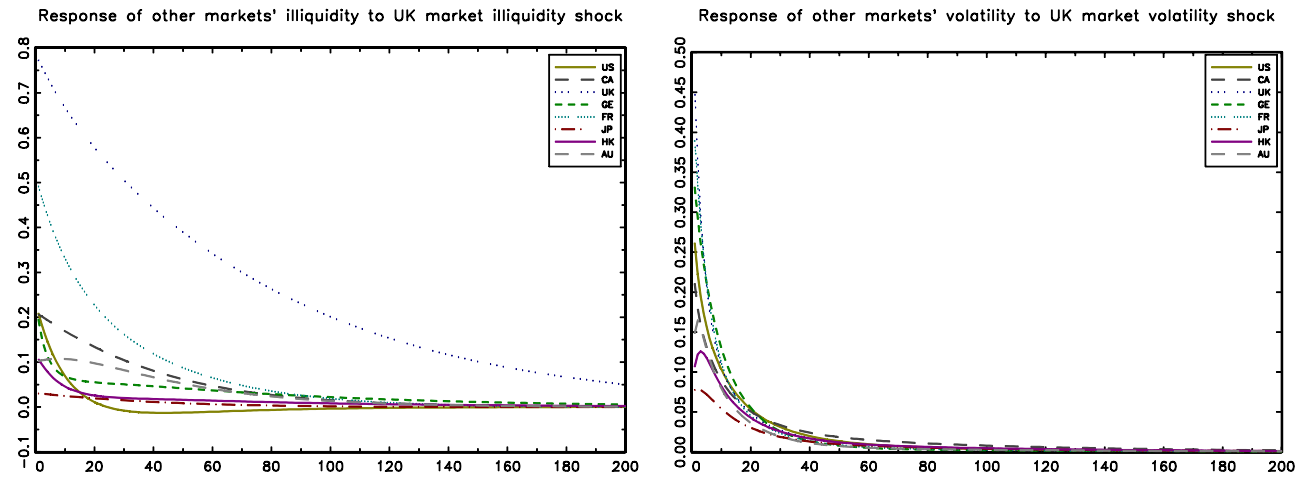 Response of other markets' illiquidity to UK market illiquidity shock
0.8
0.7
0.6
0.5
0.4
0.3
0.2
0.1
0.0
-0.1
0 20 40 60 80 100 120 140 160 180 200
US
CA
UK
GE
FR
JP
HK
AU
Response of other markets' volatility to UK market volatility shock
0.50
0.45
0.40
0.35
0.30
0.25
0.20
0.15
0.10
0.05
0.00
0 20 40 60 80 100 120 140 160 180 200
US
CA
UK
GE
FR
JP
HK
AU